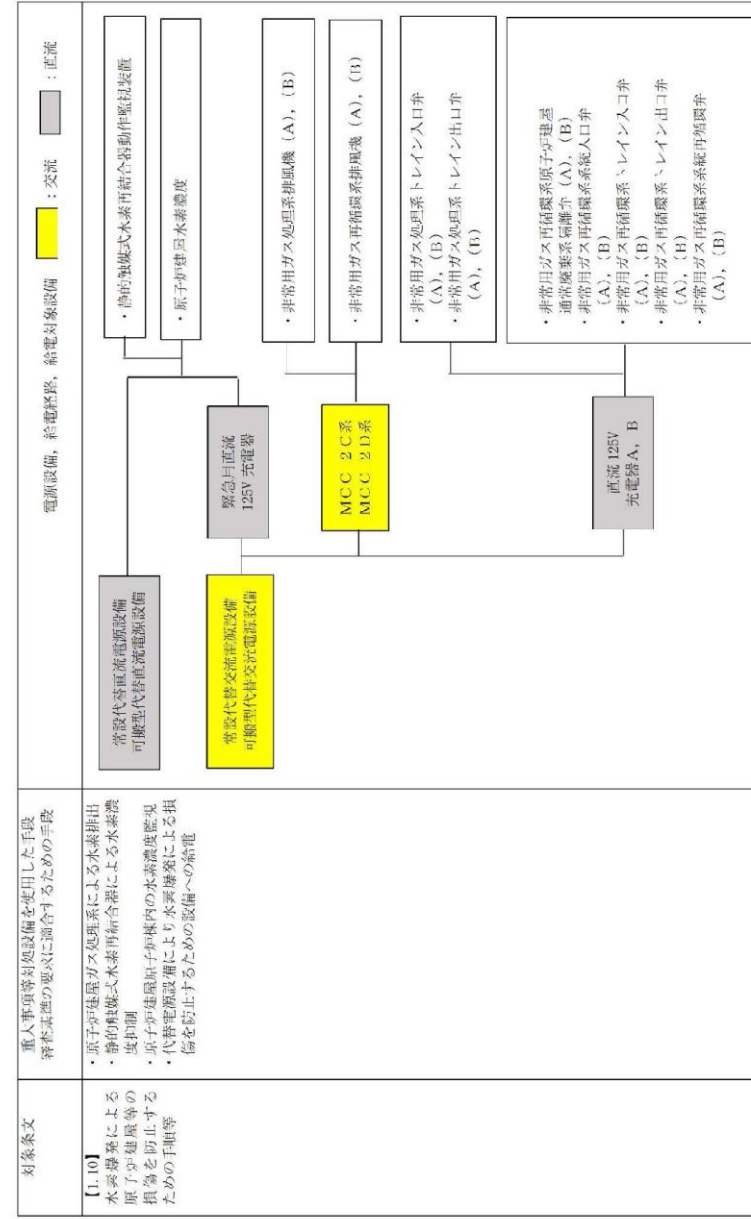 対象条文
【1.10】
水素爆発による
原子炉建屋等の
損傷を防止する
ための手順等
重大事項等対処設備を使用した手段
審査基準の要求に適合するための手段
・原子炉建屋ガス処理系による水素排出
・静的触媒式水素再結合器による水素濃
度抑制
・原子炉建屋原子炉棟内の水素濃度監視
・代替電源設備により水素爆発による損
傷を防止するための設備への給電
電源設備，給電経路，給電対象設備
：交流
：直流
常設代替直流電源設備
可搬型代替直流電源設備
常設代替交流電源設備
可搬型代替交流電源設備
緊急用直流
125V 充電器
MCC 2C系
MCC 2D系
直流 125V
充電器A，B
・静的触媒式水素再結合器動作監視装置
・原子炉建屋水素濃度
・非常用ガス処理系排風機（A），（B）
・非常用ガス再循環系排風機（A），（B）
・非常用ガス処理系トレイン入口弁
（A），（B）
・非常用ガス処理系トレイン出口弁
（A），（B）
・非常用ガス再循環系原子炉建屋
通常廃棄系隔離弁（A），（B）
・非常用ガス再循環系系統入口弁
（A），（B）
・非常用ガス再循環系トレイン入口弁
（A），（B）
・非常用ガス再循環系トレイン出口弁
（A），（B）
・非常用ガス再循環系系統再循環弁
（A），（B）